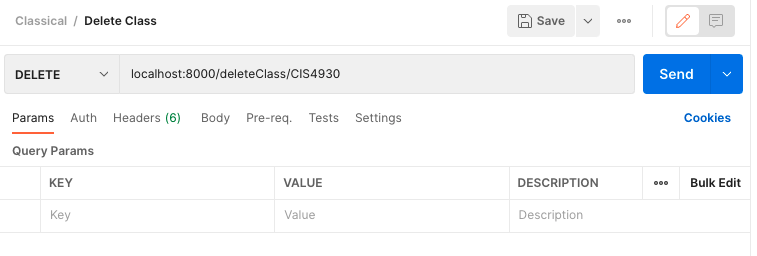 Classical / Delete Class Save
DELETE localhost:8000/deleteClass/CIS4930 Send
Params Auth Headers (6) Body Pre-req. Tests Settings Cookies
Query Params
KEY VALUE DESCRIPTION Bulk Edit
Key Value Description